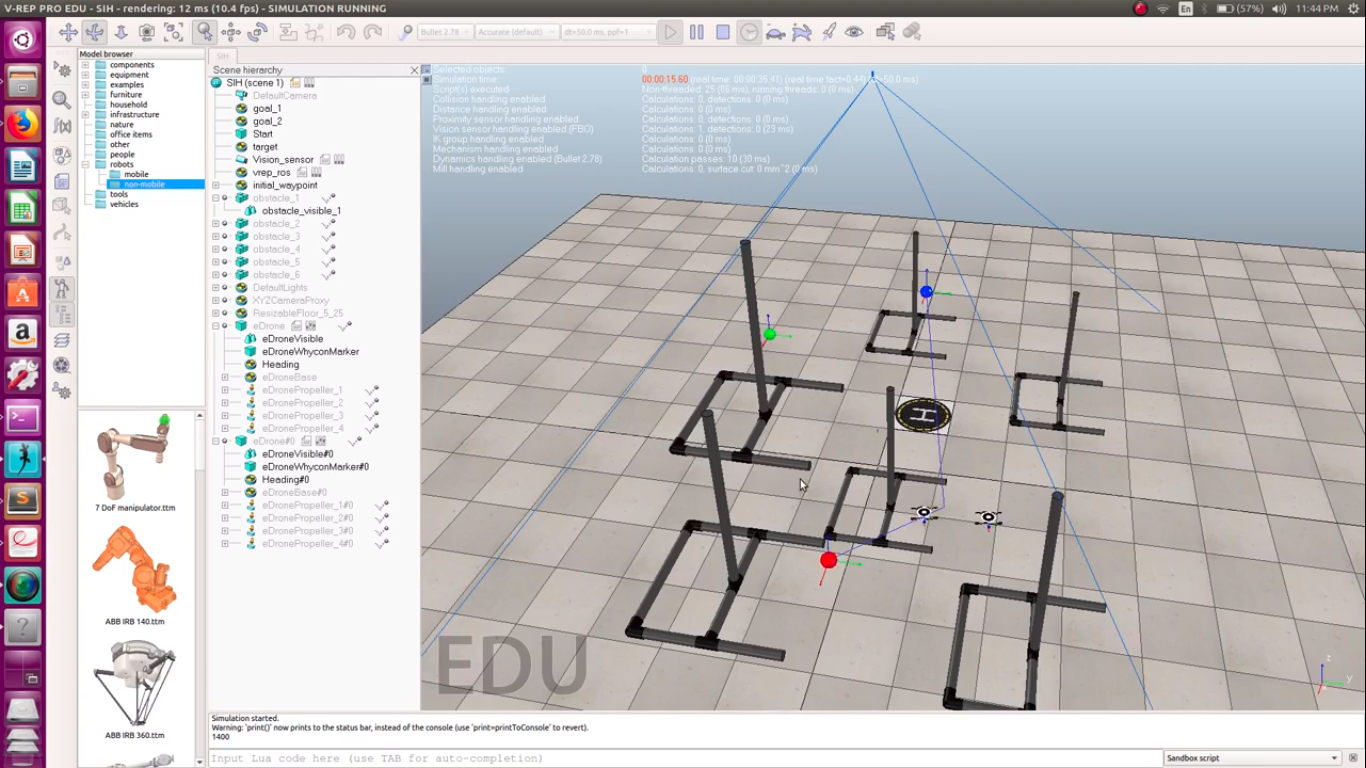 V-REP PRO EDU - SIH - rendering: 12 ms (10.4 fps) - SIMULATION RUNNING
En
(57%)
11:44 PM
Bullet 2.78
Accurate (default)
dt=50.0 ms, ppf=1
SIH
Model browser
components
equipment
examples
furniture
household
infrastructure
nature
office items
other
people
robots
mobile
non-mobile
tools
vehicles
7 DoF manipulator.ttm
ABB IRB 140.ttm
ABB IRB 360.ttm
Scene hierarchy
SIH (scene 1)
DefaultCamera
goal_1
goal_2
Start
target
Vision_sensor
vrep_ros
initial_waypoint
obstacle_1
obstacle_visible_1
obstacle_2
obstacle_3
obstacle_4
obstacle_5
obstacle_6
DefaultLights
XYZCameraProxy
ResizableFloor_5_25
eDrone
eDroneVisible
eDroneWhyconMarker
Heading
eDroneBase
eDronePropeller_1
eDronePropeller_2
eDronePropeller_3
eDronePropeller_4
eDrone#0
eDroneVisible#0
eDroneWhyconMarker#0
Heading#0
eDroneBase#0
eDronePropeller_1#0
eDronePropeller_2#0
eDronePropeller_3#0
eDronePropeller_4#0
Selected objects
0
Simulation time
00:00:15.60 (real time: 00:00:35.41) (real time fact=0.44)
Script(s) executed
Non-threaded: 25 (66 ms), running threads: 0 (0 ms)
Collision handling enabled
Calculations: 0, detections: 0 (0 ms)
Distance handling enabled
Calculations: 0 (0 ms)
Proximity sensor handling enabled
Calculations: 0, detections: 0 (0 ms)
Vision sensor handling enabled (FBO)
Calculations: 1, detections: 0 (23 ms)
IK group handling enabled
Calculations: 0 (0 ms)
Mechanism handling enabled
Calculations: 0 (0 ms)
Dynamics handling enabled (Bullet 2.78)
Calculation passes: 10 (30 ms)
Mill handling enabled
Calculations: 0, surface cut 0 mm^2 (0 ms)
H
EDU
z
y
Simulation started.
Warning: 'print()' now prints to the status bar, instead of the console (use 'print=printToConsole' to revert).
1400
Input Lua code here (use TAB for auto-completion)
Sandbox script